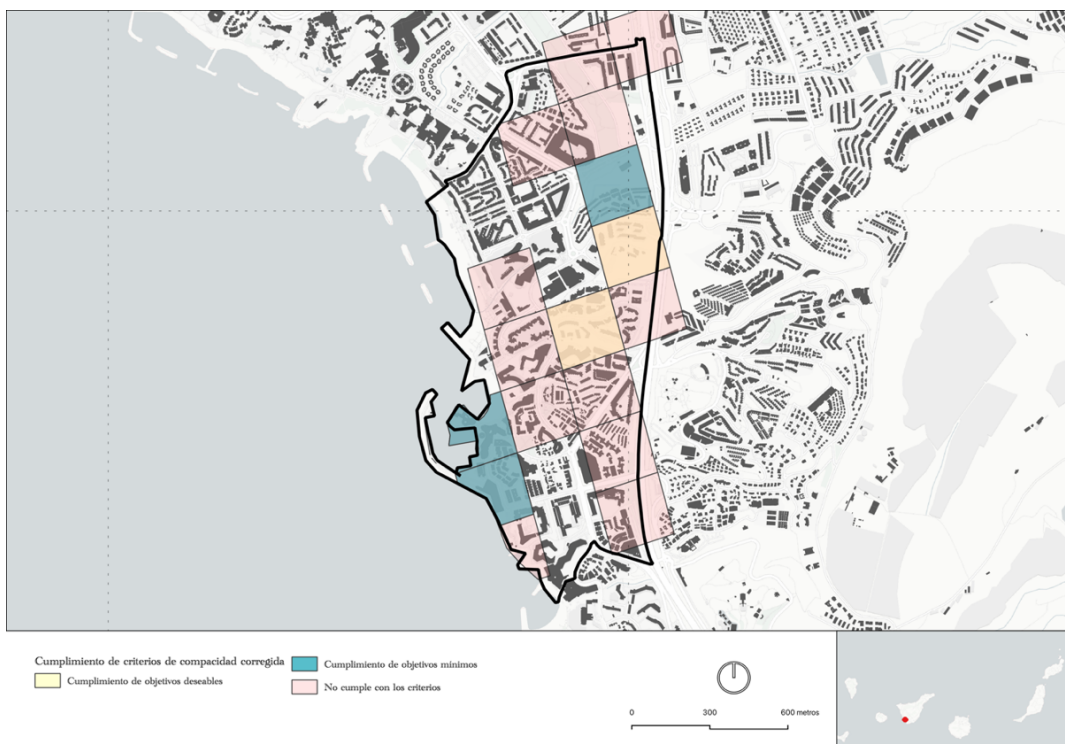 Cumplimiento de criterios de compacidad corregida
Cumplimiento de objetivos deseables
Cumplimiento de objetivos mínimos
No cumple con los criterios
0 300 600 metros